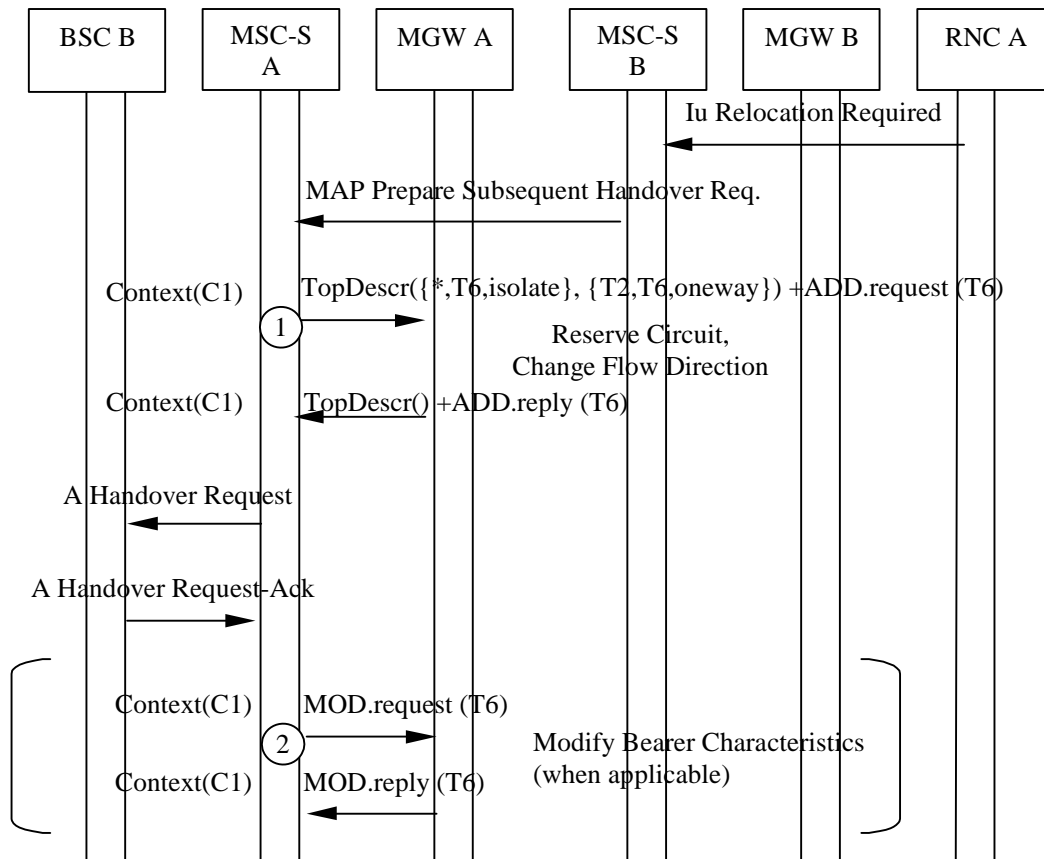 BSC B
MSC-S
A
MGW A
MSC-S
B
MGW B
RNC A
Iu Relocation Required
MAP Prepare Subsequent Handover Req.
Context(C1)
TopDescr({*,T6,isolate}, {T2,T6,oneway}) +ADD.request (T6)
1
Reserve Circuit,
Change Flow Direction
Context(C1)
TopDescr() +ADD.reply (T6)
A Handover Request
A Handover Request-Ack
Context(C1)
MOD.request (T6)
2
Modify Bearer Characteristics
(when applicable)
Context(C1)
MOD.reply (T6)